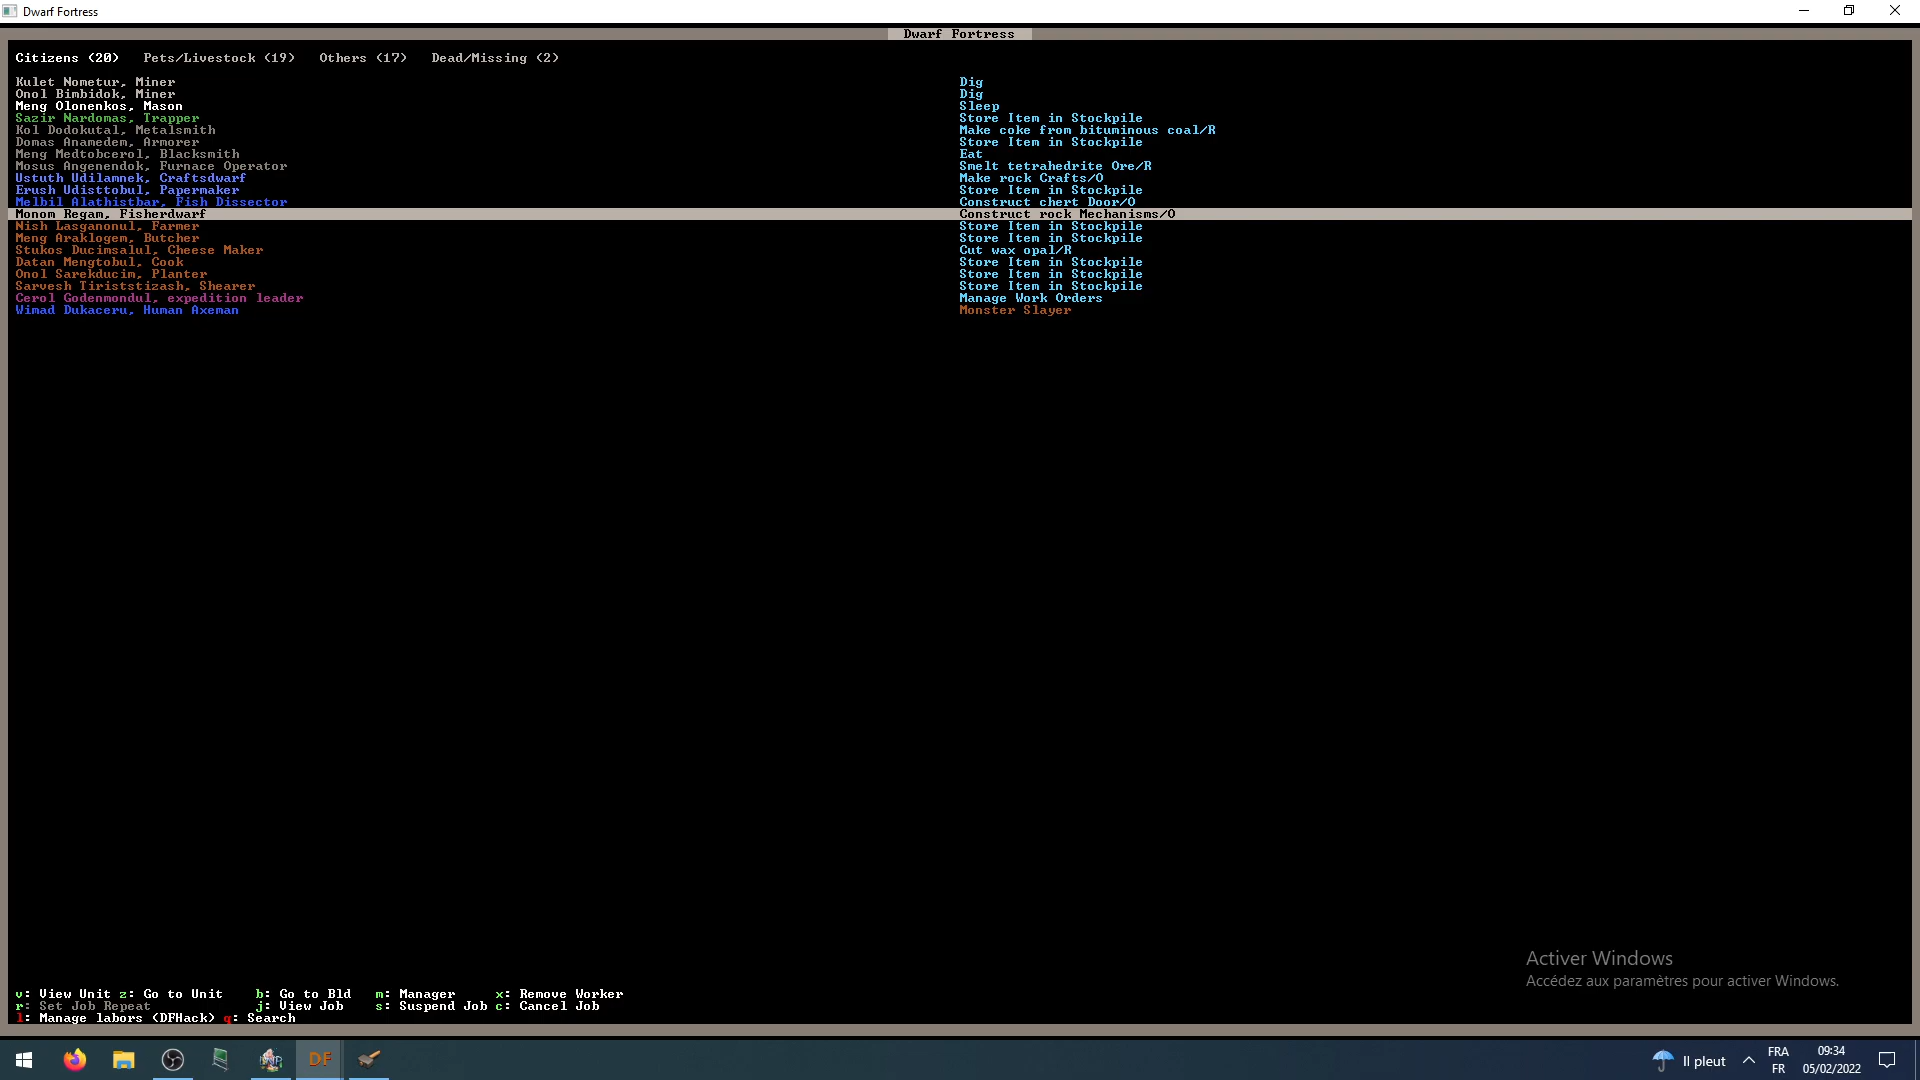 Dwarf Fortress
Dwarf Fortress
Citizens (20) Pets/Livestock (19) Others (17) Dead/Missing (2)
Kulet Nometur, Miner Dig
Onol Bimbidok, Miner Dig
Meng Olonenkos, Mason Sleep
Sazir Nardomas, Trapper Store Item in Stockpile
Kol Dodokutal, Metalsmith Make coke from bituminous coal/R
Domas Anamedem, Armorer Store Item in Stockpile
Meng Medtobcerol, Blacksmith Eat
Mosus Angenendok, Furnace Operator Smelt tetrahedrite Ore/R
Ustuth Udilamnek, Craftsdwarf Make rock Crafts/O
Erush Udisttobul, Papermaker Store Item in Stockpile
Melbil Alathistbar, Fish Dissector Construct chert Door/O
Monom Regam, Fisherdwarf Construct rock Mechanisms/O
Nish Lasganonul, Farmer Store Item in Stockpile
Meng Araklogem, Butcher Store Item in Stockpile
Stukos Ducimsalul, Cheese Maker Cut wax opal/R
Datan Mengtobul, Cook Store Item in Stockpile
Onol Sarekducim, Planter Store Item in Stockpile
Sarvesh Tiriststizash, Shearer Store Item in Stockpile
Cerol Godenmondul, expedition leader Manage Work Orders
Wimad Dukaceru, Human Axeman Monster Slayer
Activer Windows
Accédez aux paramètres pour activer Windows.
v: View Unit z: Go to Unit b: Go to Bld m: Manager x: Remove Worker
r: Set Job Repeat j: View Job s: Suspend Job c: Cancel Job
l: Manage labors (DFHack) q: Search
DF
Il pleut
FRA
FR
09:34
05/02/2022